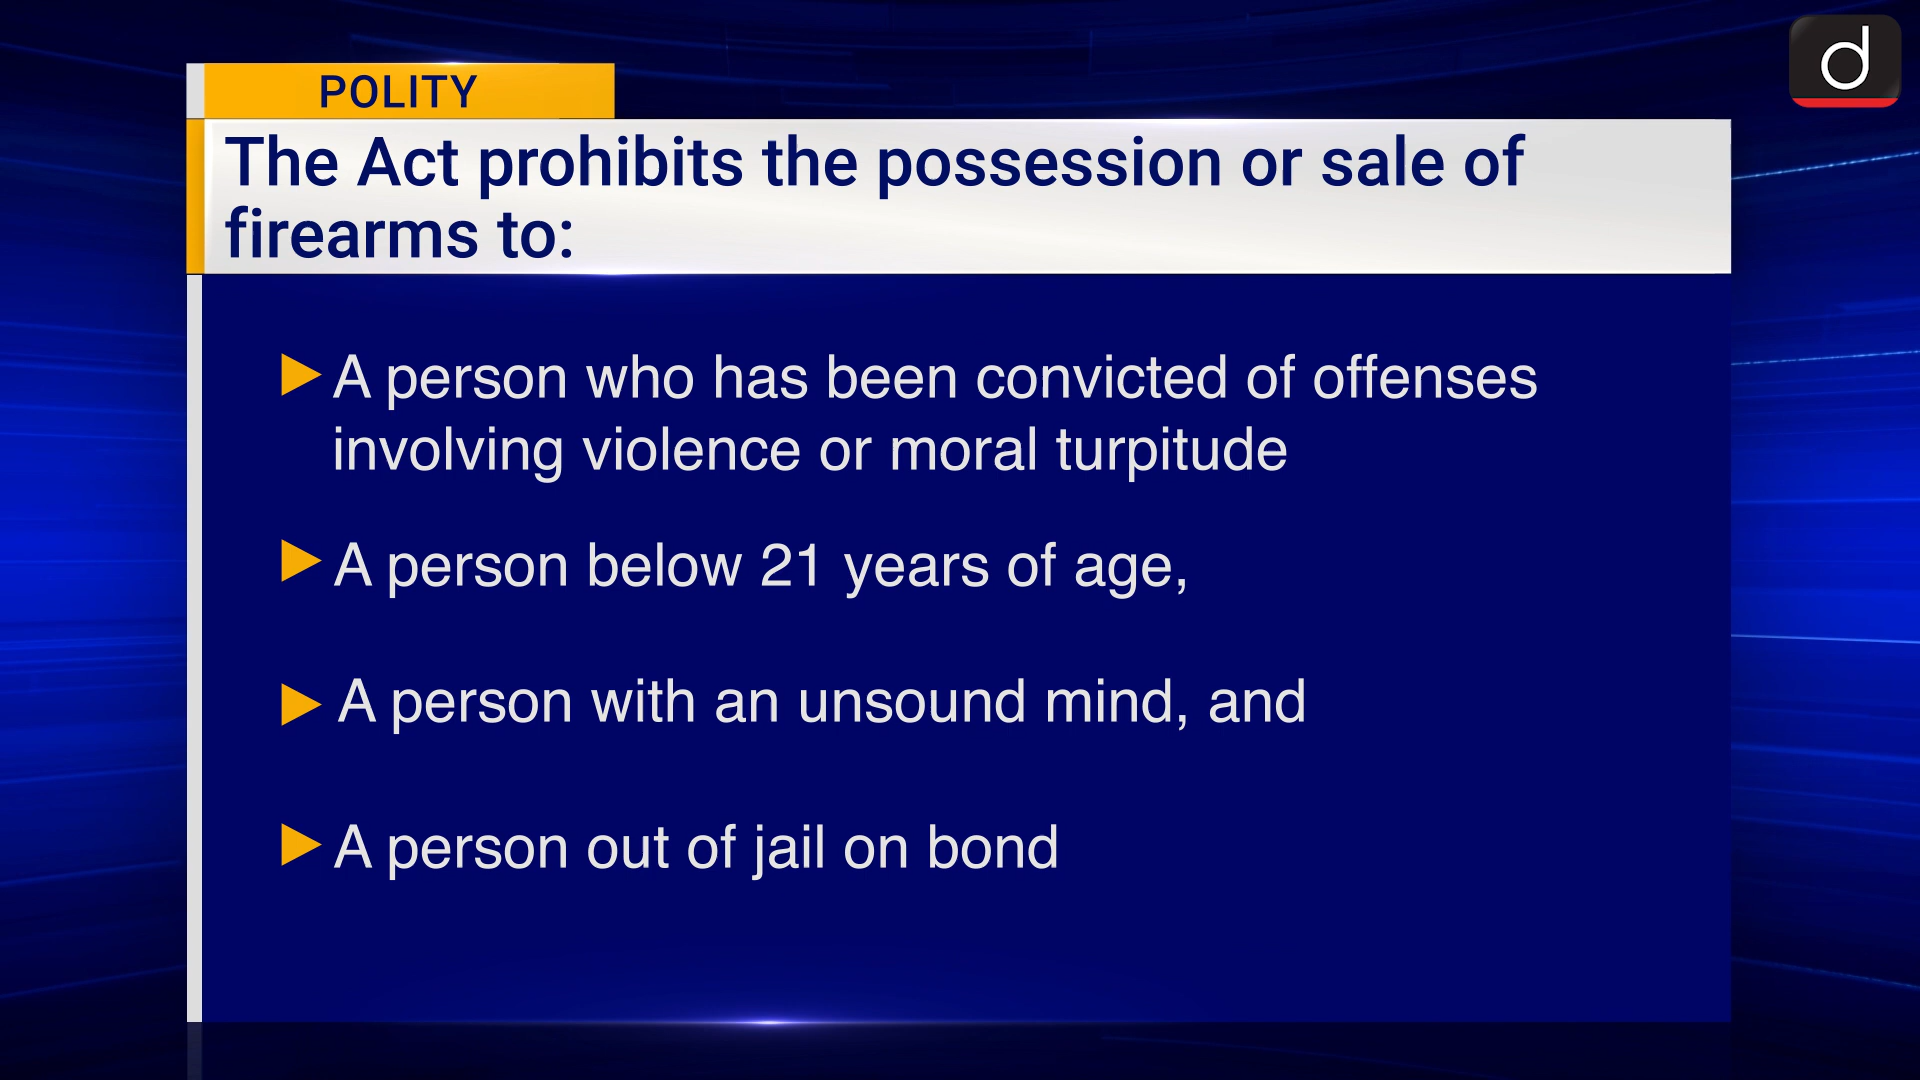 d
POLITY
The Act prohibits the possession or sale of
firearms to:
A person who has been convicted of offenses
involving violence or moral turpitude
A person below 21 years of age,
A person with an unsound mind, and
A person out of jail on bond